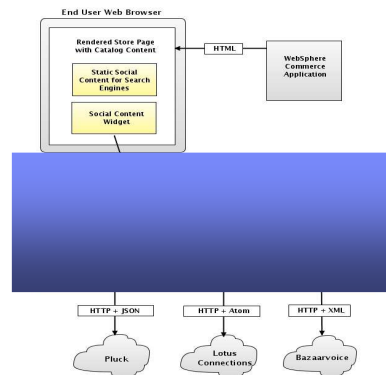 End User Web Browser
Rendered Store Page
with Catalog Content
HTML
WebSphere
Commerce
Application
Static Social
Content for Search
Engines
Social Content
Widget
HTTP + JSON
HTTP + Atom
HTTP + XML
Pluck
Lotus
Connections
Bazaarvoice